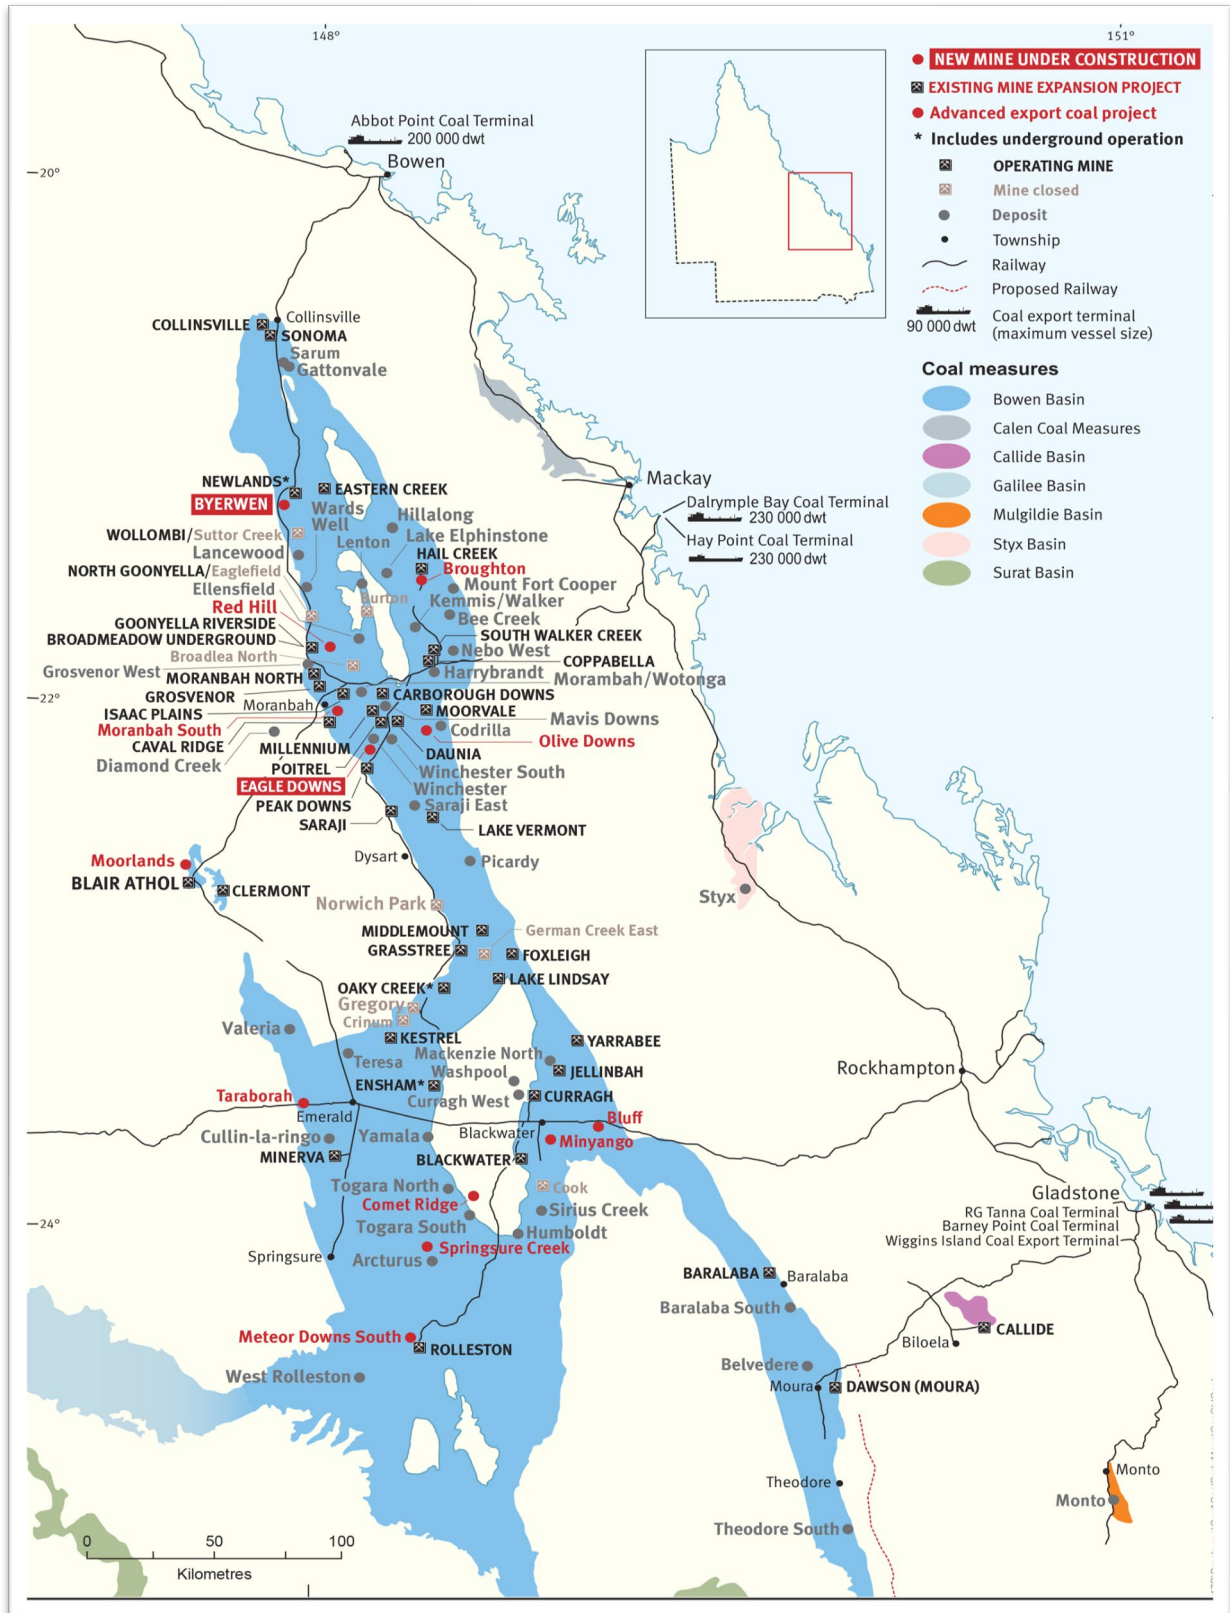 148°
151°
NEW MINE UNDER CONSTRUCTION
EXISTING MINE EXPANSION PROJECT
Advanced export coal project
* Includes underground operation
OPERATING MINE
Mine closed
Deposit
Township
Railway
Proposed Railway
90 000 dwt
Coal export terminal
(maximum vessel size)
Coal measures
Bowen Basin
Calen Coal Measures
Callide Basin
Galilee Basin
Mulgildie Basin
Styx Basin
Surat Basin
Abbot Point Coal Terminal
200 000 dwt
Bowen
20°
Collinsville
COLLINSVILLE
SONOMA
Sarum
Gattonvale
NEWLANDS*
EASTERN CREEK
BYERWEN
Wards
Well
Hillalong
WOLLOMBI/Suttor Creek
Lenton
Lake Elphinstone
Lancewood
HAIL CREEK
NORTH GOONYELLA/Eaglefield
Broughton
Ellensfield
Mount Fort Cooper
Burton
Red Hill
Kemmis/Walker
GOONYELLA RIVERSIDE
Bee Creek
BROADMEADOW UNDERGROUND
SOUTH WALKER CREEK
Broadlea North
Nebo West
Grosvenor West
COPPABELLA
MORANBAH NORTH
Harrybrandt
Morambah/Wotonga
GROSVENOR
CARBOROUGH DOWNS
22°
Moranbah
ISAAC PLAINS
MOORVALE
Mavis Downs
Moranbah South
Codrilla
Olive Downs
CAVAL RIDGE
MILLENNIUM
DAUNIA
Diamond Creek
POITREL
Winchester South
EAGLE DOWNS
Winchester
PEAK DOWNS
Saraji East
SARAJI
LAKE VERMONT
Mackay
Dalrymple Bay Coal Terminal
230 000 dwt
Hay Point Coal Terminal
230 000 dwt
Dysart
Moorlands
Picardy
BLAIR ATHOL
CLERMONT
Styx
Norwich Park
MIDDLEMOUNT
German Creek East
GRASSTREE
FOXLEIGH
LAKE LINDSAY
OAKY CREEK*
Gregory
Crinum
Valeria
KESTREL
YARRABEE
Teresa
Mackenzie North
Washpool
JELLINBAH
ENSHAM*
Curragh West
CURRAGH
Rockhampton
Taraborah
Emerald
Bluff
Cullin-la-ringo
Yamala
Blackwater
Minyango
MINERVA
BLACKWATER
Togara North
Cook
Comet Ridge
Sirius Creek
Togara South
Humboldt
Gladstone
RG Tanna Coal Terminal
Barney Point Coal Terminal
Wiggins Island Coal Export Terminal
24°
Springsure
Springsure Creek
Arcturus
BARALABA
Baralaba
Baralaba South
CALLIDE
Meteor Downs South
ROLLESTON
Biloela
West Rolleston
Belvedere
Moura
DAWSON (MOURA)
Theodore
Monto
Monto
Theodore South
0
50
100
Kilometres